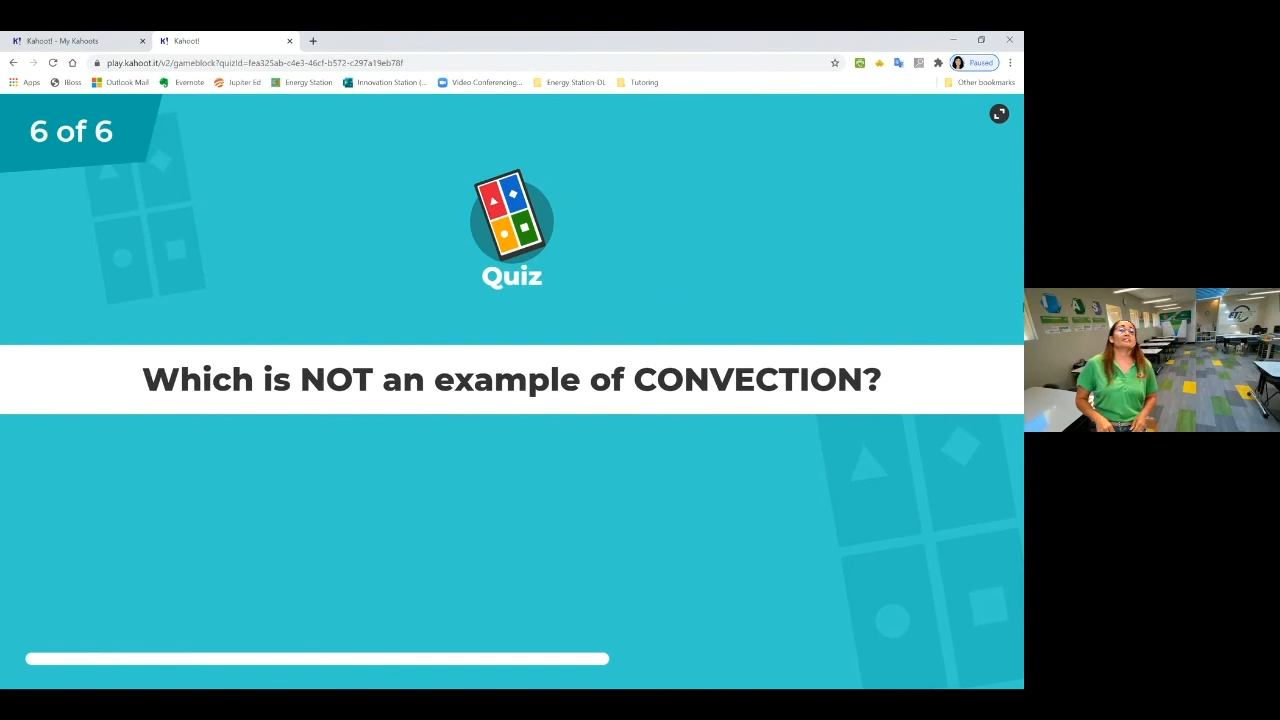 Kahoot! - My Kahoots
Kahoot!
play.kahoot.it/v2/gameblock?quizId=fea325ab-c4e3-46cf-b572-c297a19eb78f
Paused
Apps
IBoss
Outlook Mail
Evernote
Jupiter Ed
Energy Station
Innovation Station (...
Video Conferencing...
Energy Station-DL
Tutoring
Other bookmarks
6 of 6
Quiz
Which is NOT an example of CONVECTION?